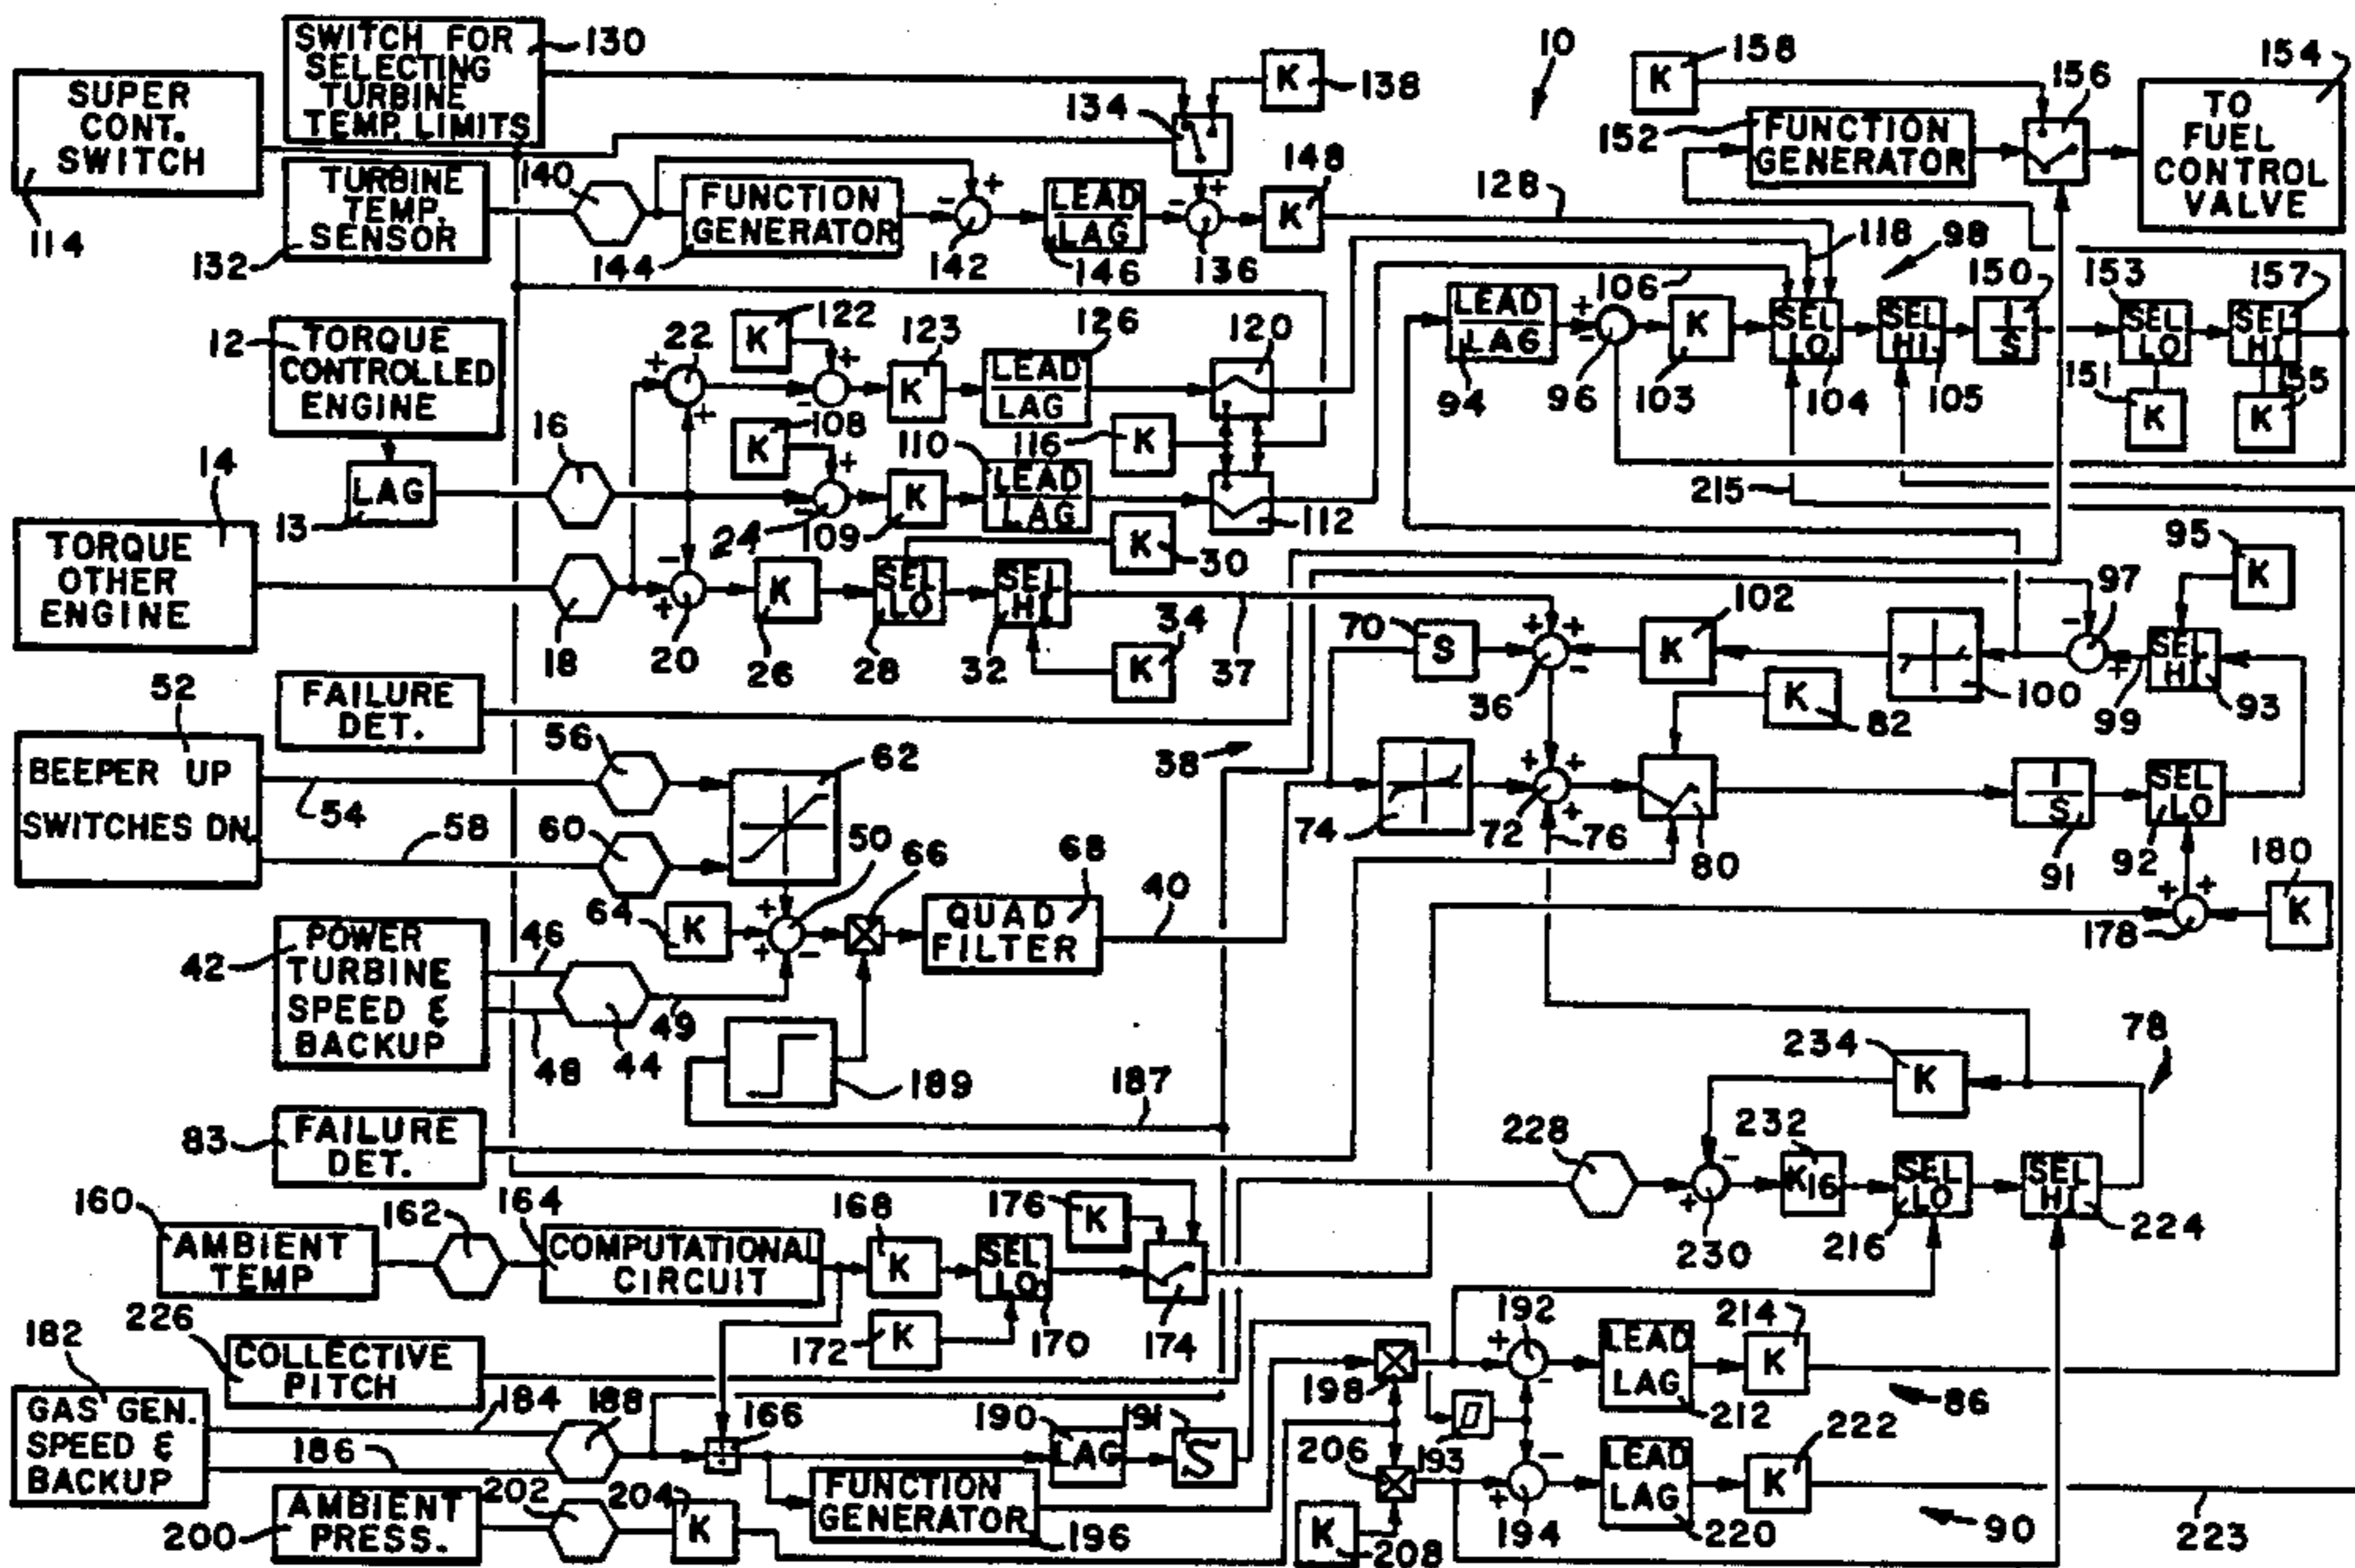 SWITCH FOR
SELECTING
TURBINE
TEMP. LIMITS
130
SUPER
CONT.
SWITCH
114
K
138
134
10
K
158
156
154
TO
FUEL
CONTROL
VALVE
152
FUNCTION
GENERATOR
TURBINE
TEMP.
SENSOR
132
140
FUNCTION
GENERATOR
144
+
-
142
LEAD
LAG
146
-
+
136
K
148
128
118
98
106
12
TORQUE
CONTROLLED
ENGINE
LAG
13
16
+
22
+
K
122
+
-
K
123
LEAD
LAG
126
120
K
108
+
-
24
K
109
110
LEAD
LAG
K
116
112
LEAD
LAG
94
+
-
96
K
103
SEL
LO
104
SEL
HI
105
1
S
150
SEL
LO
153
K
151
SEL
HI
157
K
155
215
14
TORQUE
OTHER
ENGINE
18
-
+
20
K
26
SEL
LO
28
SEL
HI
32
K
30
K
34
37
FAILURE
DET.
70
S
+
+
-
36
K
102
100
-
+
97
99
SEL
HI
93
K
95
52
BEEPER UP
SWITCHES DN.
54
56
58
60
62
38
74
+
+
+
+
72
76
80
K
82
1
S
91
SEL
LO
92
K
180
+
+
178
K
64
+
+
-
50
66
QUAD
FILTER
68
40
42
POWER
TURBINE
SPEED &
BACKUP
46
48
44
49
189
187
83
FAILURE
DET.
78
K
234
228
-
+
230
K16
232
SEL
LO
216
SEL
HI
224
160
AMBIENT
TEMP
162
164
COMPUTATIONAL
CIRCUIT
K
168
SEL
LO
170
K
172
K
176
174
226
COLLECTIVE
PITCH
182
GAS GEN.
SPEED &
BACKUP
184
186
188
166
190
LAG
191
S
D
193
198
206
193
+
-
192
LEAD
LAG
212
K
214
86
FUNCTION
GENERATOR
196
-
+
194
LEAD
LAG
220
K
222
90
223
200
AMBIENT
PRESS.
202
K
204
K
208